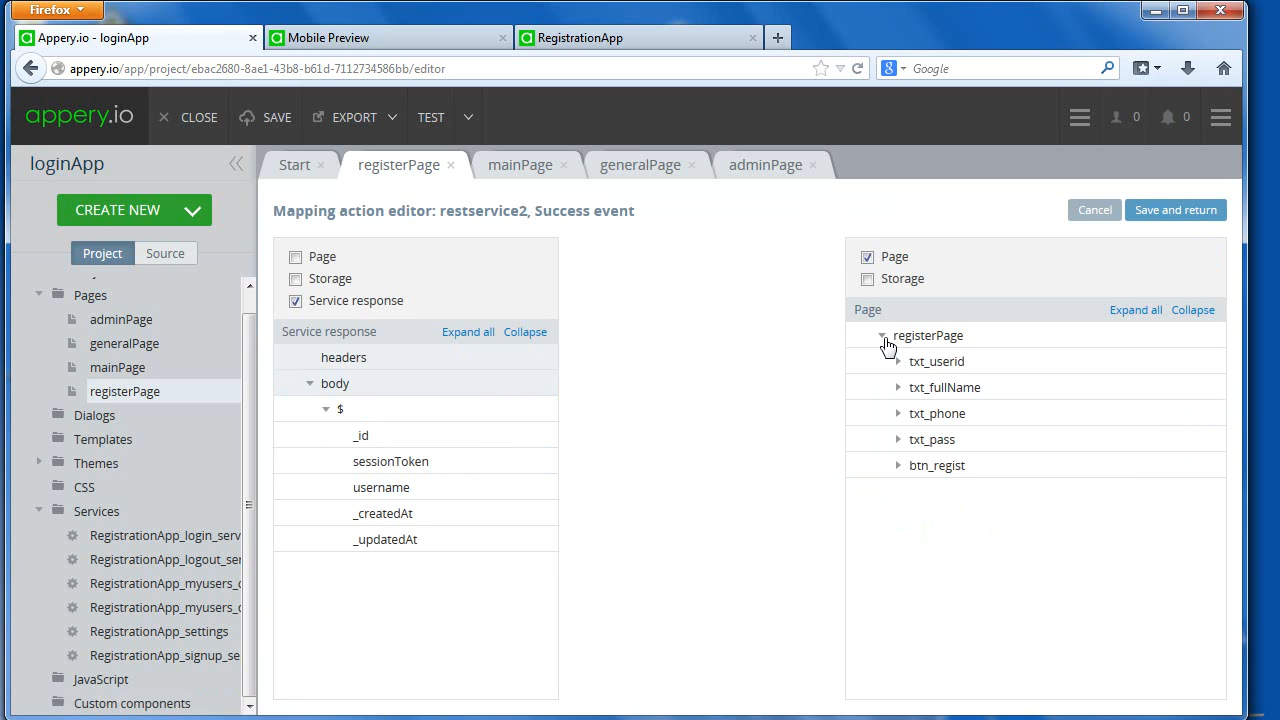 Firefox
Appery.io - loginApp
Mobile Preview
RegistrationApp
appery.io/app/project/ebac2680-8ae1-43b8-b61d-7112734586bb/editor
Google
appery.io
CLOSE
SAVE
EXPORT
TEST
0
0
loginApp
Start
registerPage
mainPage
generalPage
adminPage
CREATE NEW
Mapping action editor: restservice2, Success event
Cancel
Save and return
Project
Source
Pages
adminPage
generalPage
mainPage
registerPage
Dialogs
Templates
Themes
CSS
Services
RegistrationApp_login_serv
RegistrationApp_logout_ser
RegistrationApp_myusers_c
RegistrationApp_myusers_c
RegistrationApp_settings
RegistrationApp_signup_se
JavaScript
Custom components
Page
Storage
Service response
Service response
Expand all
Collapse
headers
body
$
_id
sessionToken
username
_createdAt
_updatedAt
Page
Storage
Page
Expand all
Collapse
registerPage
txt_userid
txt_fullName
txt_phone
txt_pass
btn_regist